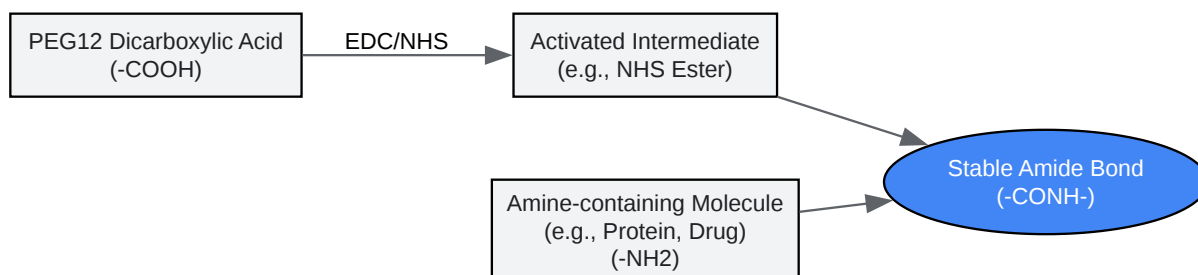 PEG12 Dicarboxylic Acid
(-COOH)
EDC/NHS
Activated Intermediate
(e.g., NHS Ester)
Amine-containing Molecule
(e.g., Protein, Drug)
(-NH2)
Stable Amide Bond
(-CONH-)